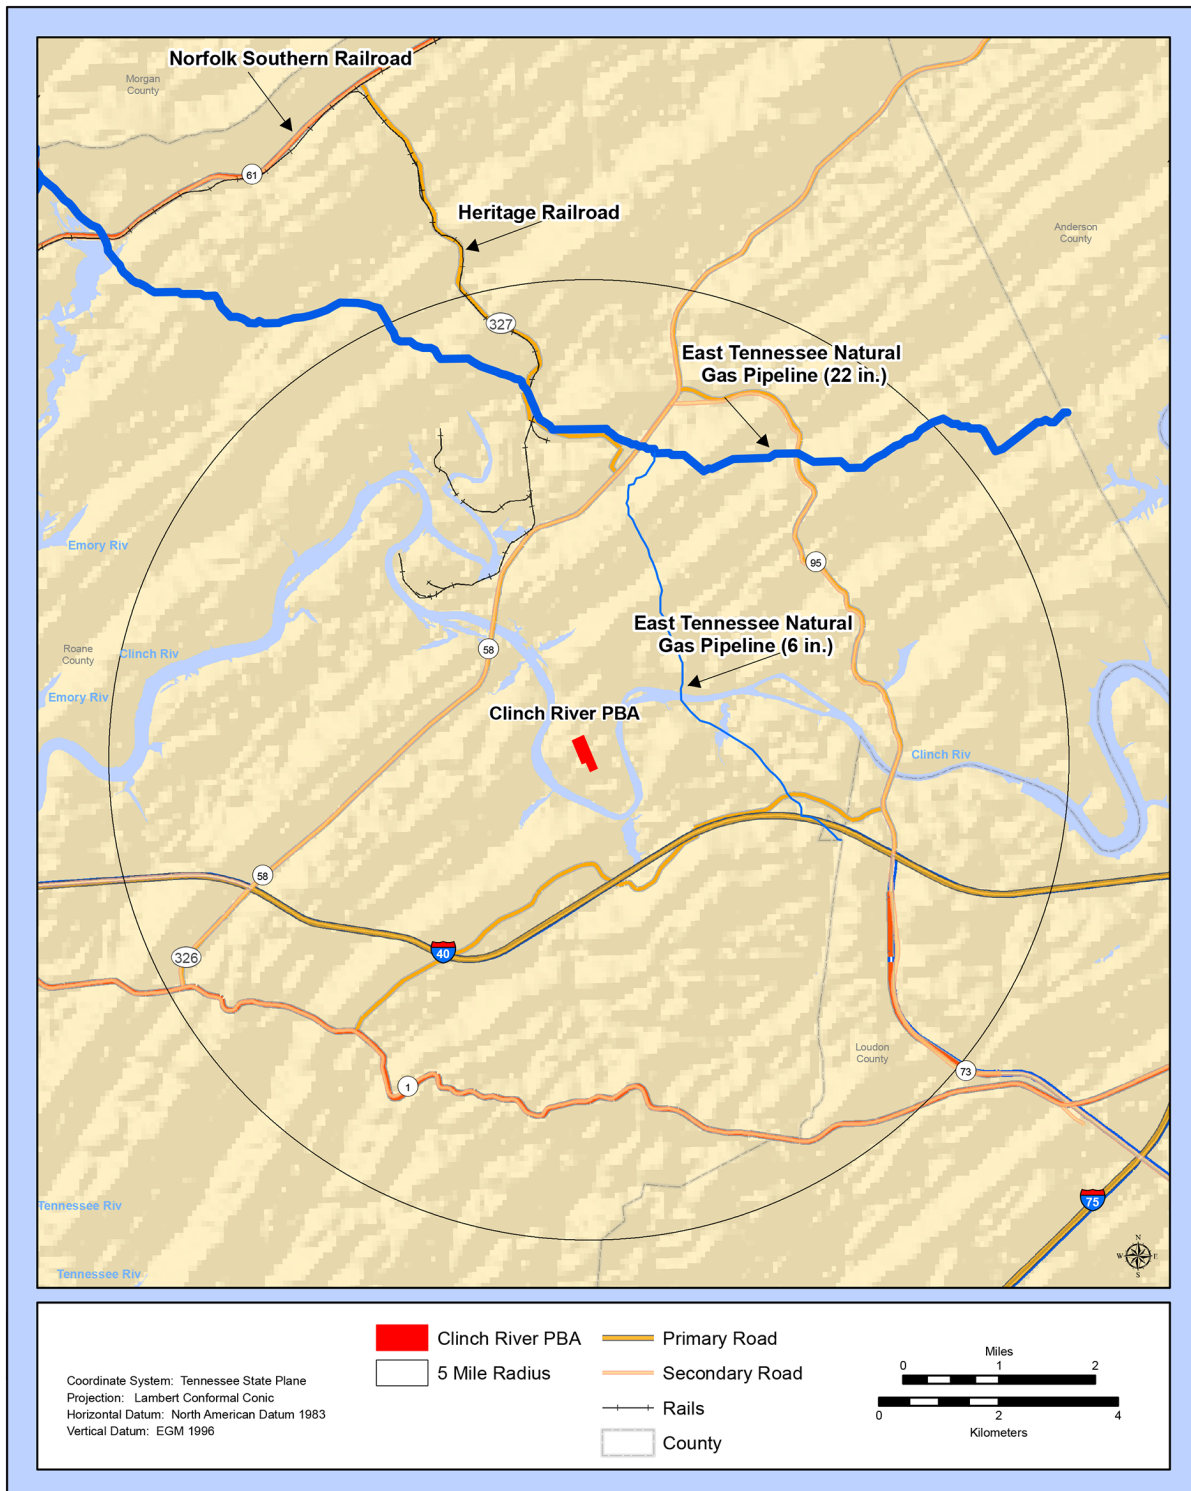 Norfolk Southern Railroad
Morgan
County
61
Heritage Railroad
Anderson
County
327
East Tennessee Natural
Gas Pipeline (22 in.)
Emory Riv
95
East Tennessee Natural
Gas Pipeline (6 in.)
Roane
County
Clinch Riv
58
Emory Riv
Clinch River PBA
Clinch Riv
58
40
326
Loudon
County
73
1
Tennessee Riv
75
N
W
E
S
Tennessee Riv
Clinch River PBA
5 Mile Radius
Primary Road
Secondary Road
Rails
County
Coordinate System: Tennessee State Plane
Projection: Lambert Conformal Conic
Horizontal Datum: North American Datum 1983
Vertical Datum: EGM 1996
Miles
0 1 2
0 2 4
Kilometers